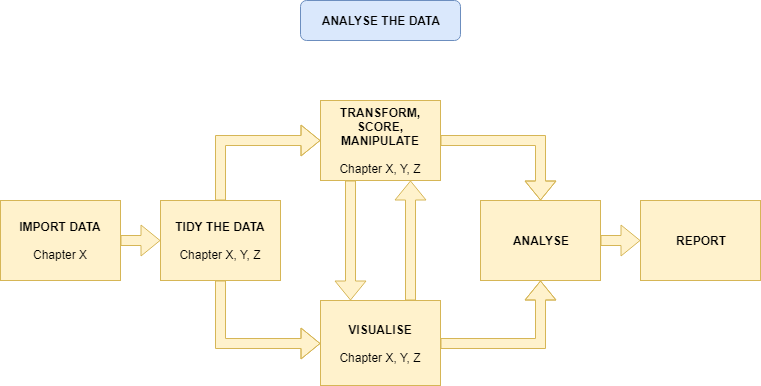 ANALYSE THE DATA
TRANSFORM,
SCORE,
MANIPULATE
Chapter X, Y, Z
IMPORT DATA
Chapter X
TIDY THE DATA
Chapter X, Y, Z
ANALYSE
REPORT
VISUALISE
Chapter X, Y, Z